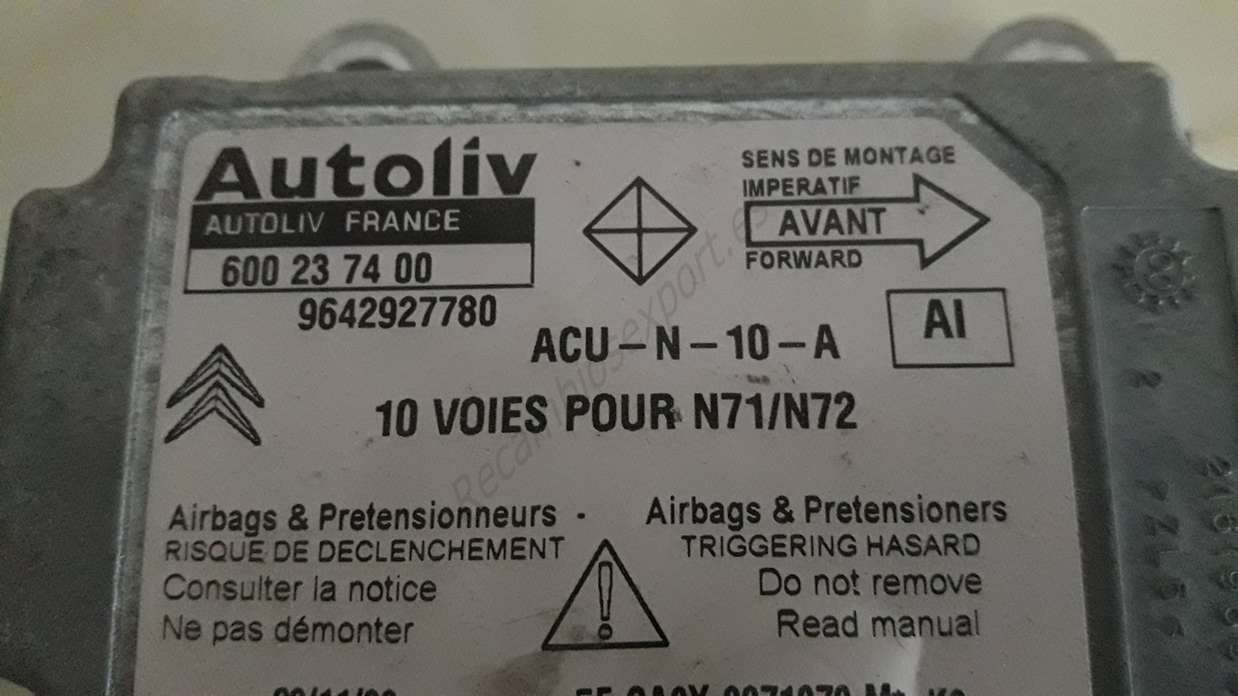 Autoliv
AUTOLIV FRANCE
600 23 74 00
9642927780
SENS DE MONTAGE
IMPERATIF
AVANT
FORWARD
ACU-N-10-A
AI
10 VOIES POUR N71/N72
Airbags & Pretensionneurs -
RISQUE DE DECLENCHEMENT
Consulter la notice
Ne pas démonter
Airbags & Pretensioners
TRIGGERING HASARD
Do not remove
Read manual
Recambiosexport.es